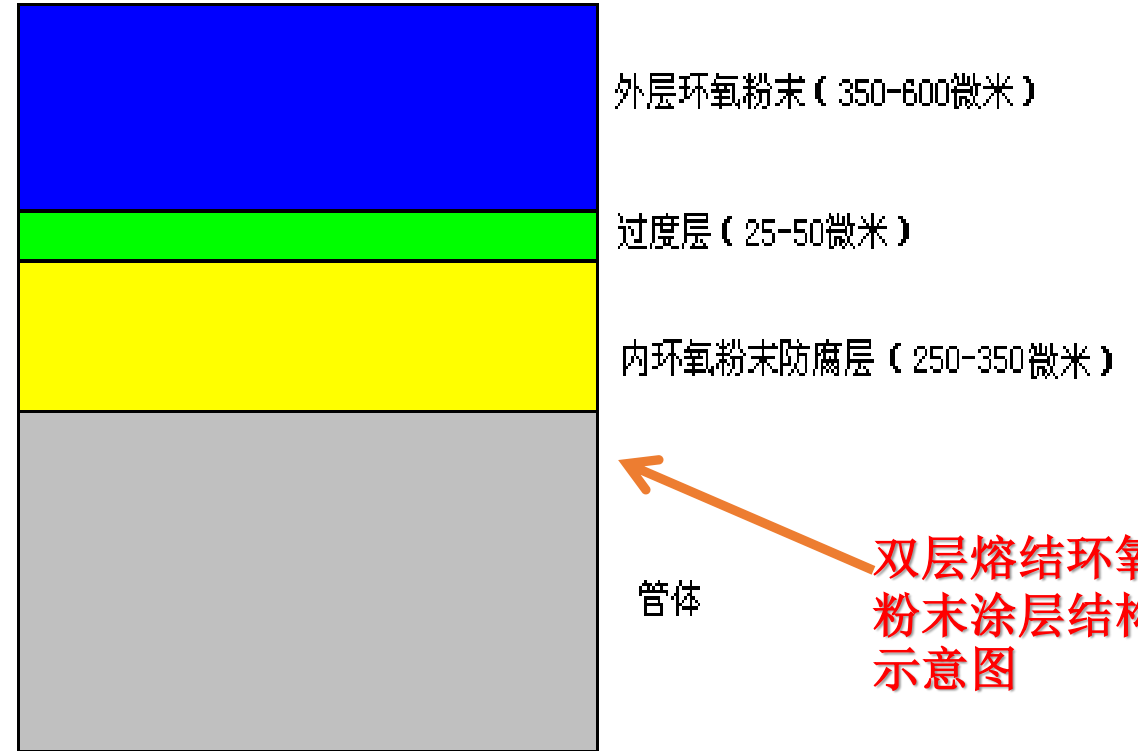 外层环氧粉末（350-600微米）
过度层（25-50微米）
内环氧粉末防腐层（250-350微米）
管体
双层熔结环氧
粉末涂层结构
示意图